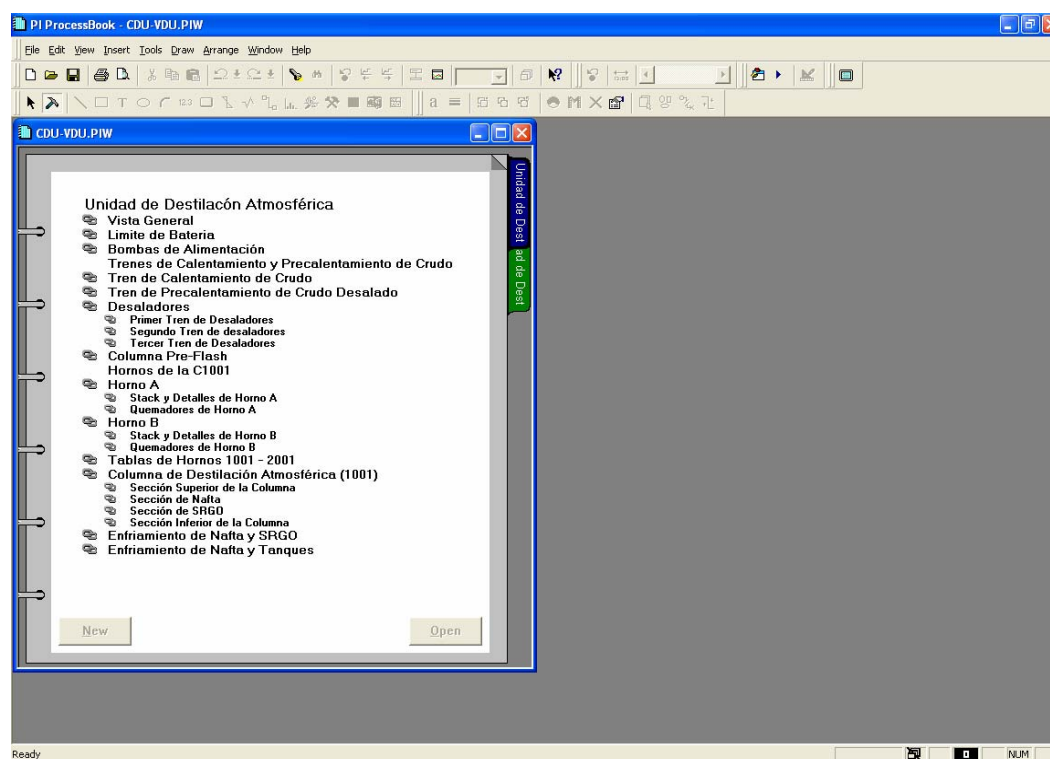 PI ProcessBook - CDU-VDU.PIW
File Edit View Insert Tools Draw Arrange Window Help
CDU-VDU.PIW
Unidad de Dest
ad de Dest
Unidad de Destilacón Atmosférica
Vista General
Limite de Bateria
Bombas de Alimentación
Trenes de Calentamiento y Precalentamiento de Crudo
Tren de Calentamiento de Crudo
Tren de Precalentamiento de Crudo Desalado
Desaladores
Primer Tren de Desaladores
Segundo Tren de desaladores
Tercer Tren de Desaladores
Columna Pre-Flash
Hornos de la C1001
Horno A
Stack y Detalles de Horno A
Quemadores de Horno A
Horno B
Stack y Detalles de Horno B
Quemadores de Horno B
Tablas de Hornos 1001 - 2001
Columna de Destilación Atmosférica (1001)
Sección Superior de la Columna
Sección de Nafta
Sección de SRGO
Sección Inferior de la Columna
Enfriamiento de Nafta y SRGO
Enfriamiento de Nafta y Tanques
New
Open
Ready
NUM